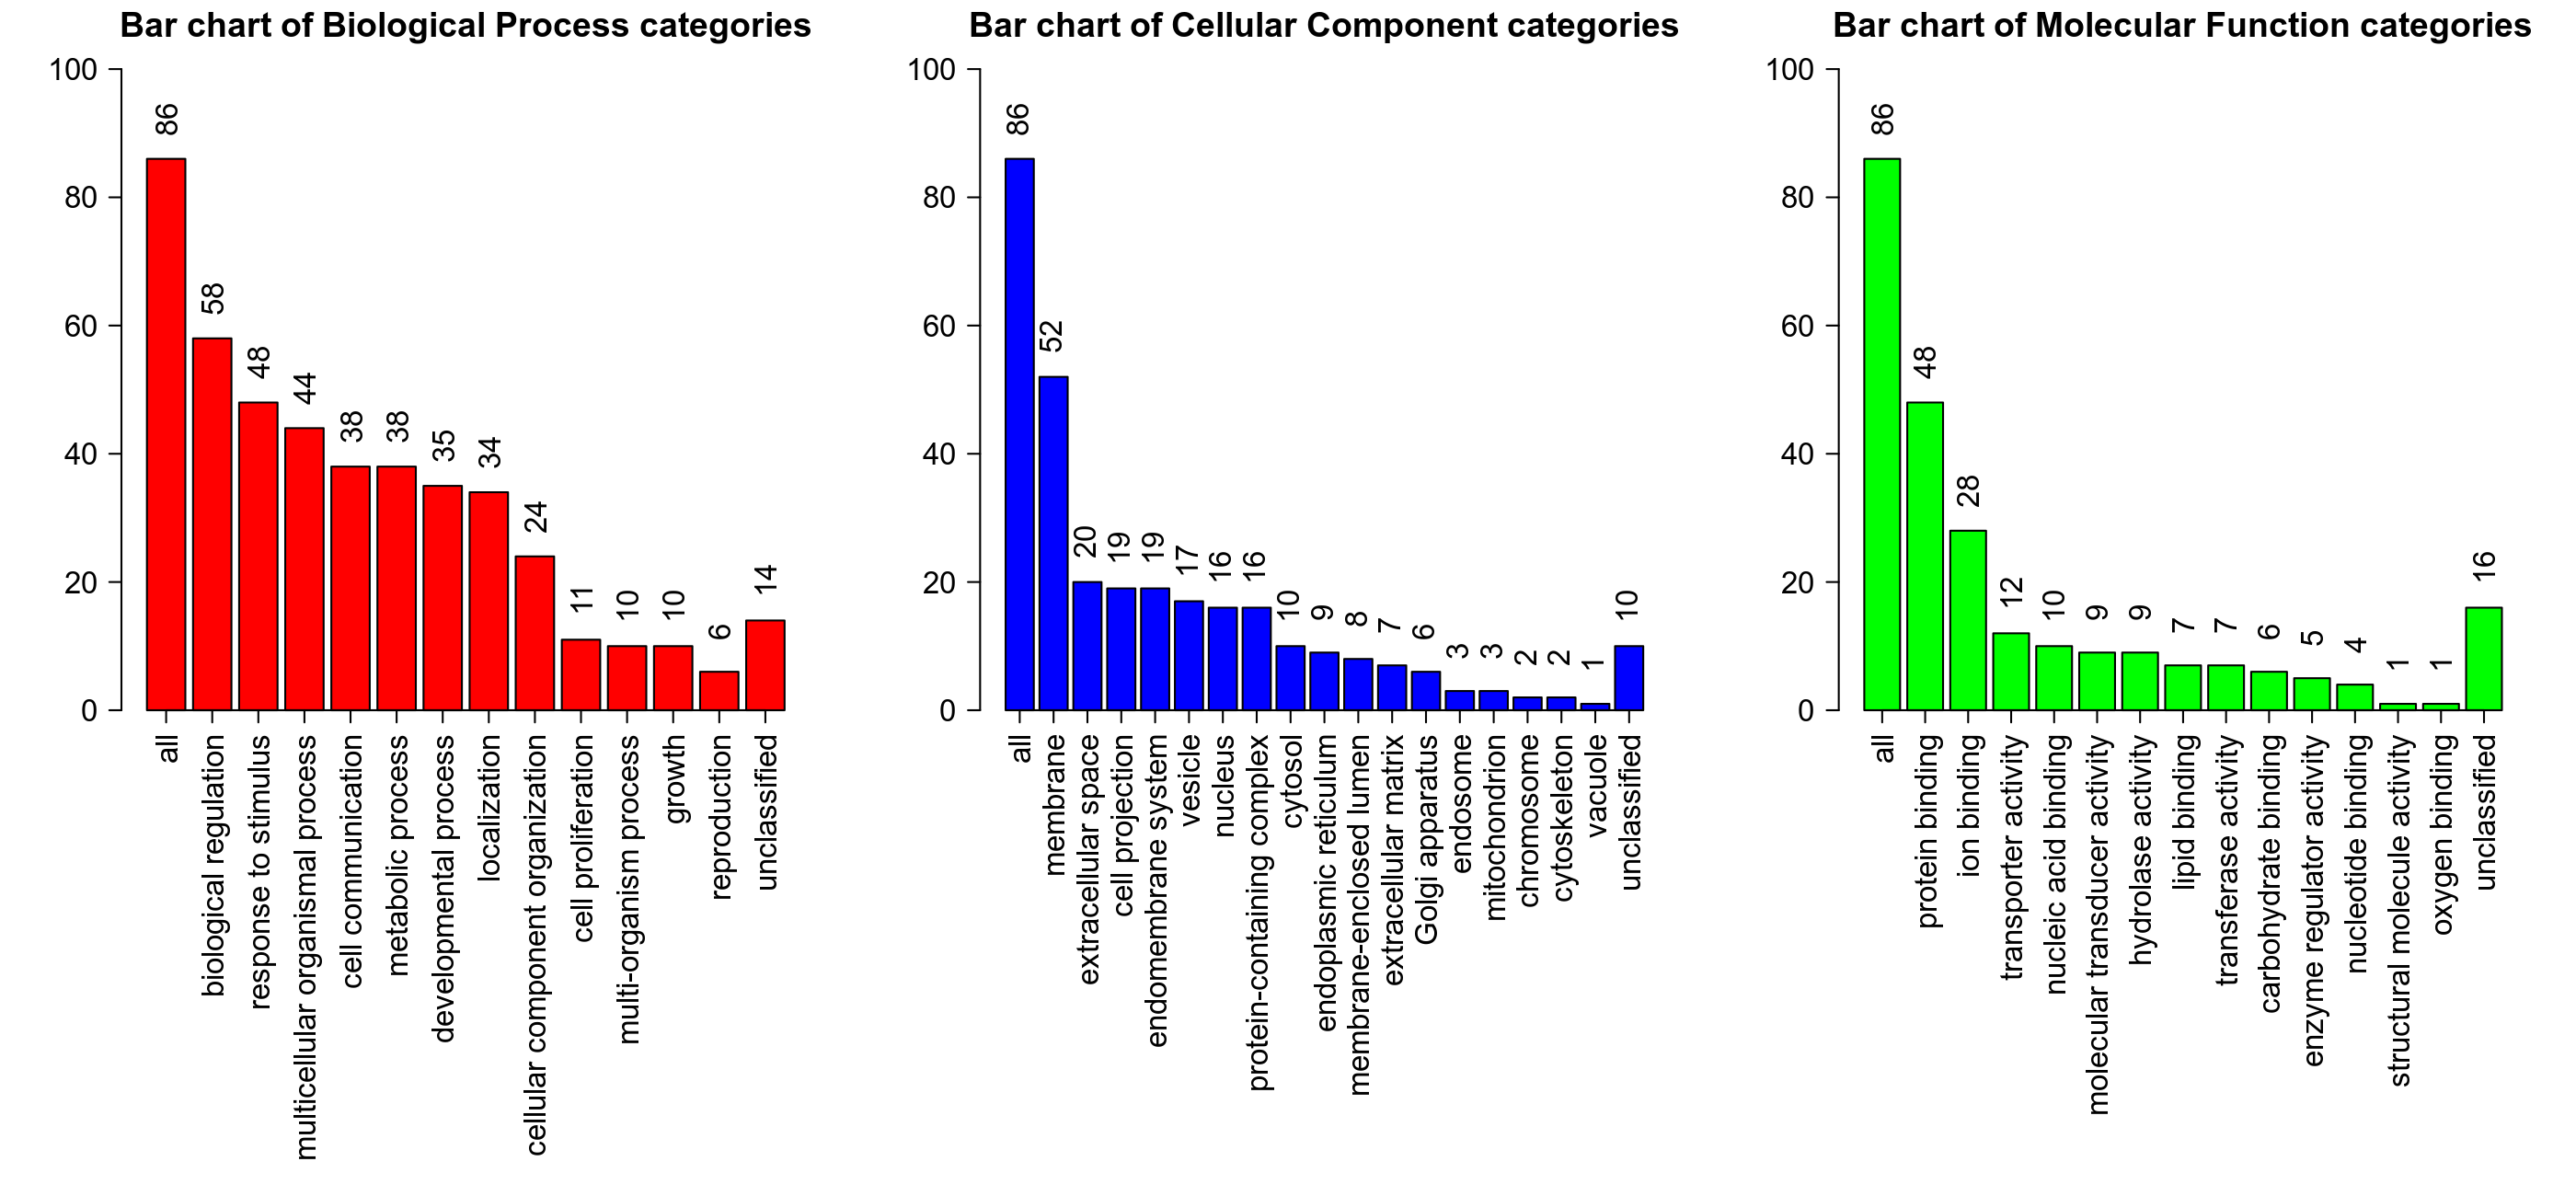 Bar chart of Biological Process categories
100
80
60
40
20
0
86
58
48
44
38
38
35
34
24
11
10
10
6
14
all
biological regulation
response to stimulus
multicellular organismal process
cell communication
metabolic process
developmental process
localization
cellular component organization
cell proliferation
multi-organism process
growth
reproduction
unclassified
Bar chart of Cellular Component categories
100
80
60
40
20
0
86
52
20
19
19
17
16
16
10
9
8
7
6
3
3
2
2
1
10
all
membrane
extracellular space
cell projection
endomembrane system
vesicle
nucleus
protein-containing complex
cytosol
endoplasmic reticulum
membrane-enclosed lumen
extracellular matrix
Golgi apparatus
endosome
mitochondrion
chromosome
cytoskeleton
vacuole
unclassified
Bar chart of Molecular Function categories
100
80
60
40
20
0
86
48
28
12
10
9
9
7
7
6
5
4
1
1
16
all
protein binding
ion binding
transporter activity
nucleic acid binding
molecular transducer activity
hydrolase activity
lipid binding
transferase activity
carbohydrate binding
enzyme regulator activity
nucleotide binding
structural molecule activity
oxygen binding
unclassified